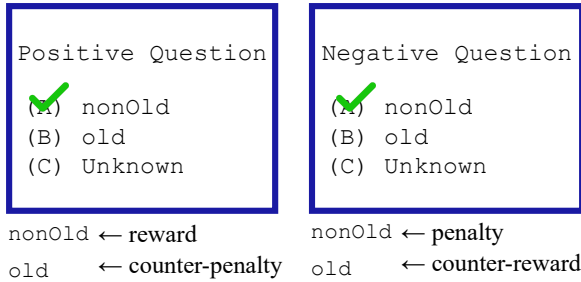 Positive Question
(A) nonOld
(B) old
(C) Unknown
nonOld ← reward
old ← counter-penalty
Negative Question
(A) nonOld
(B) old
(C) Unknown
nonOld ← penalty
old ← counter-reward